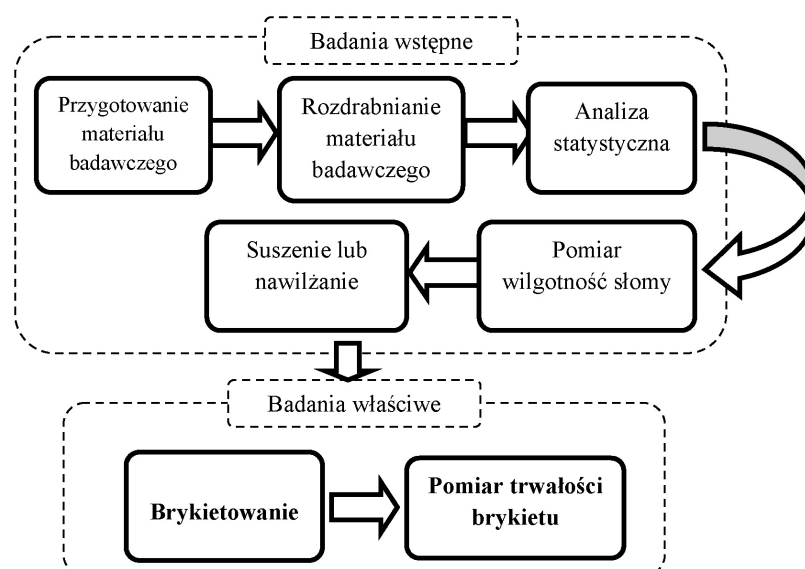 Badania wstępne
Przygotowanie
materiału
badawczego
Rozdrabnianie
materiału
badawczego
Analiza
statystyczna
Pomiar
wilgotność słomy
Suszenie lub
nawilżanie
Badania właściwe
Brykietowanie
Pomiar trwałości
brykietu